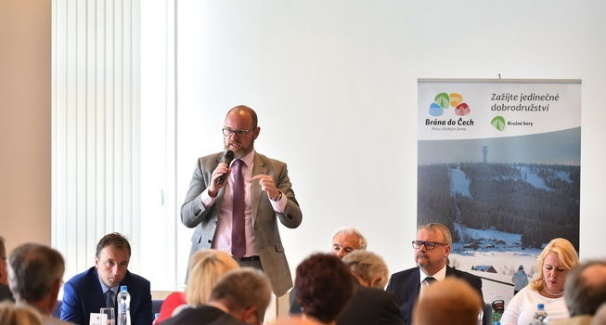 Brána do Čech
Zažijte jedinečné
dobrodružství
Krušné hory